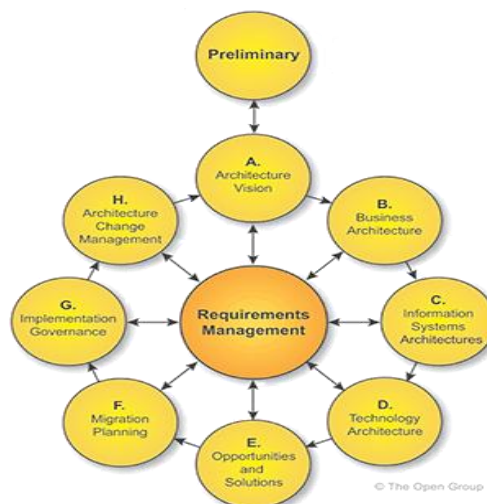 Preliminary
A.
Architecture
Vision
H.
Architecture
Change
Management
B.
Business
Architecture
G.
Implementation
Governance
Requirements
Management
C.
Information
Systems
Architectures
F.
Migration
Planning
D.
Technology
Architecture
E.
Opportunities
and
Solutions
© The Open Group